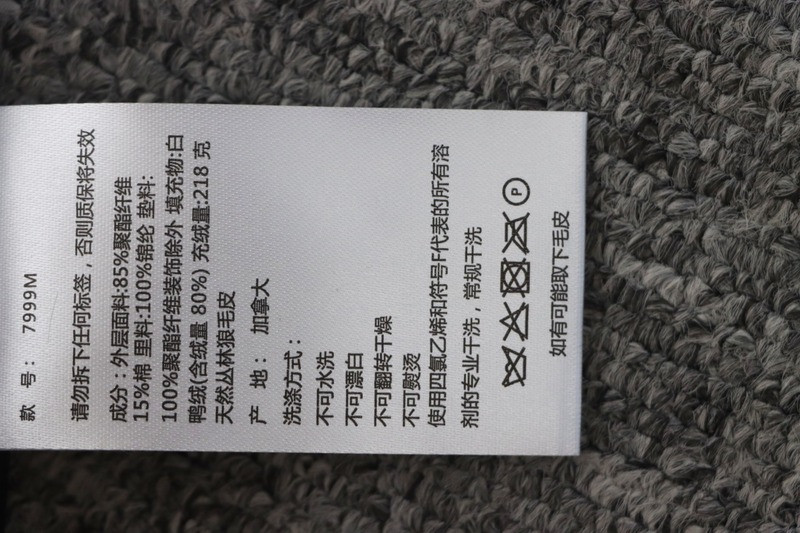 款 号： 7999M
请勿拆下任何标签，否则质保将失效
成分：外层面料:85%聚酯纤维
15%棉 里料:100%锦纶 垫料:
100%聚酯纤维装饰除外 填充物:白
鸭绒(含绒量 80%) 充绒量:218 克
天然丛林狼毛皮
产 地： 加拿大
洗涤方式：
不可水洗
不可漂白
不可翻转干燥
不可熨烫
使用四氯乙烯和符号F代表的所有溶
剂的专业干洗，常规干洗
P
如有可能取下毛皮